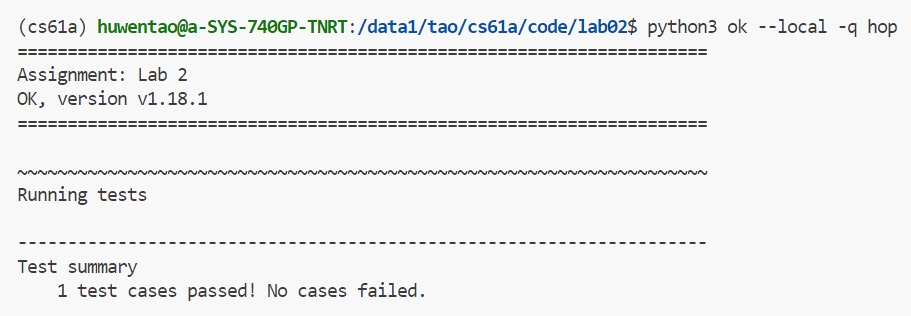 (cs61a) huwentao@a-SYS-740GP-TNRT:/data1/tao/cs61a/code/lab02$ python3 ok --local -q hop
=====================================================================
Assignment: Lab 2
OK, version v1.18.1
=====================================================================
~~~~~~~~~~~~~~~~~~~~~~~~~~~~~~~~~~~~~~~~~~~~~~~~~~~~~~~~~~~~~~~~~~~~~
Running tests
---------------------------------------------------------------------
Test summary
    1 test cases passed! No cases failed.